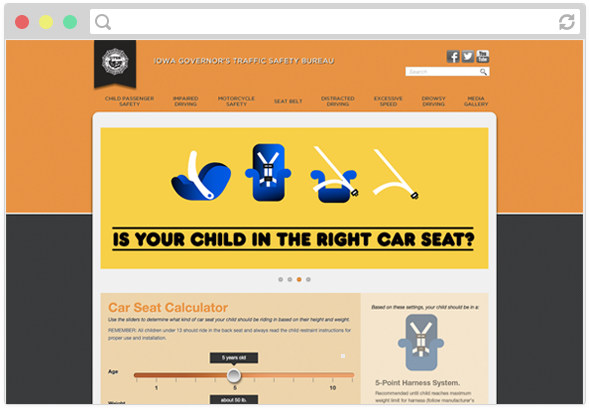 IOWA GOVERNOR'S TRAFFIC SAFETY BUREAU
You
Tube
Search
CHILD PASSENGER
SAFETY
IMPAIRED
DRIVING
MOTORCYCLE
SAFETY
SEAT BELT
DISTRACTED
DRIVING
EXCESSIVE
SPEED
DROWSY
DRIVING
MEDIA
GALLERY
IS YOUR CHILD IN THE RIGHT CAR SEAT?
Car Seat Calculator
Use the sliders to determine what kind of car seat your child should be riding in based on their height and weight.
REMEMBER: All children under 13 should ride in the back seat and always read the child restraint instructions for
proper use and installation.
5 years old
Age
1 5 10
about 50 lb.
Weight
Based on these settings, your child should be in a:
5-Point Harness System.
Recommended until child reaches maximum
weight limit for harness (follow manufacturer's